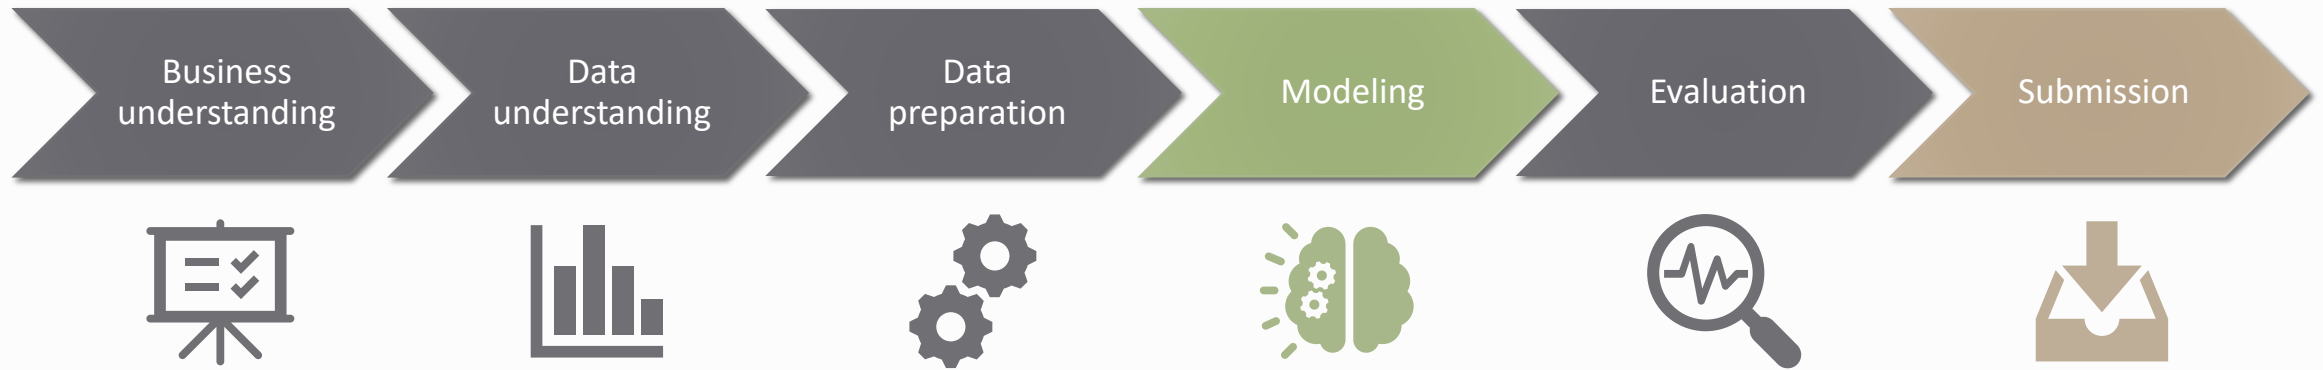 Business
understanding
Data
understanding
Data
preparation
Modeling
Evaluation
Submission